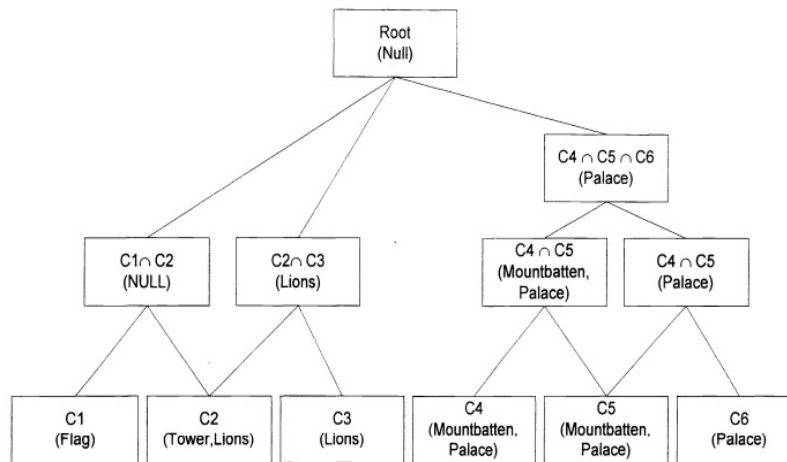 Root
(Null)
C4 ∩ C5 ∩ C6
(Palace)
C1∩ C2
(NULL)
C2∩ C3
(Lions)
C4 ∩ C5
(Mountbatten,
Palace)
C4 ∩ C5
(Palace)
C1
(Flag)
C2
(Tower,Lions)
C3
(Lions)
C4
(Mountbatten,
Palace)
C5
(Mountbatten,
Palace)
C6
(Palace)